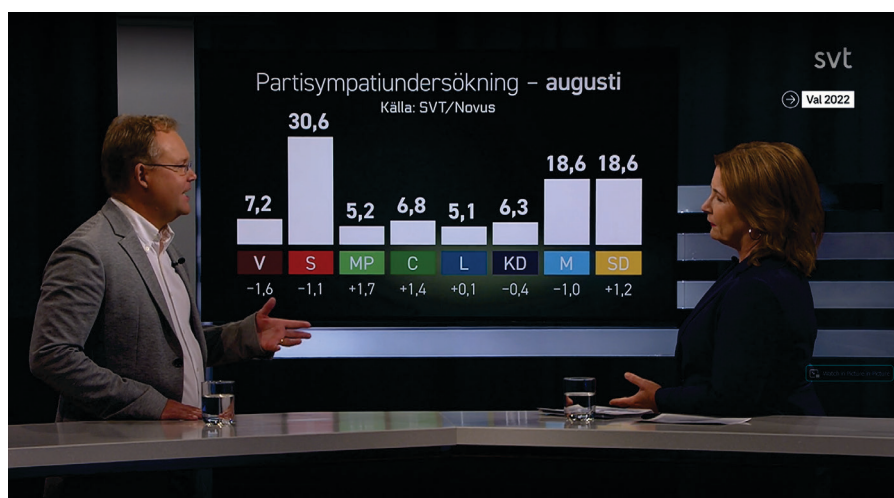 svt
Val 2022
Partisympatiundersökning – augusti
Källa: SVT/Novus
7,2 30,6 5,2 6,8 5,1 6,3 18,6 18,6
V S MP C L KD M SD
−1,6 −1,1 +1,7 +1,4 +0,1 −0,4 −1,0 +1,2